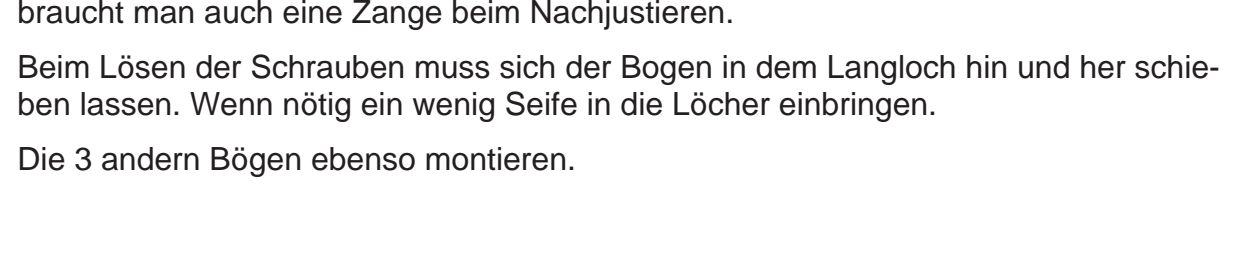 braucht man auch eine Zange beim Nachjustieren.
Beim Lösen der Schrauben muss sich der Bogen in dem Langloch hin und her schie-
ben lassen. Wenn nötig ein wenig Seife in die Löcher einbringen.
Die 3 andern Bögen ebenso montieren.